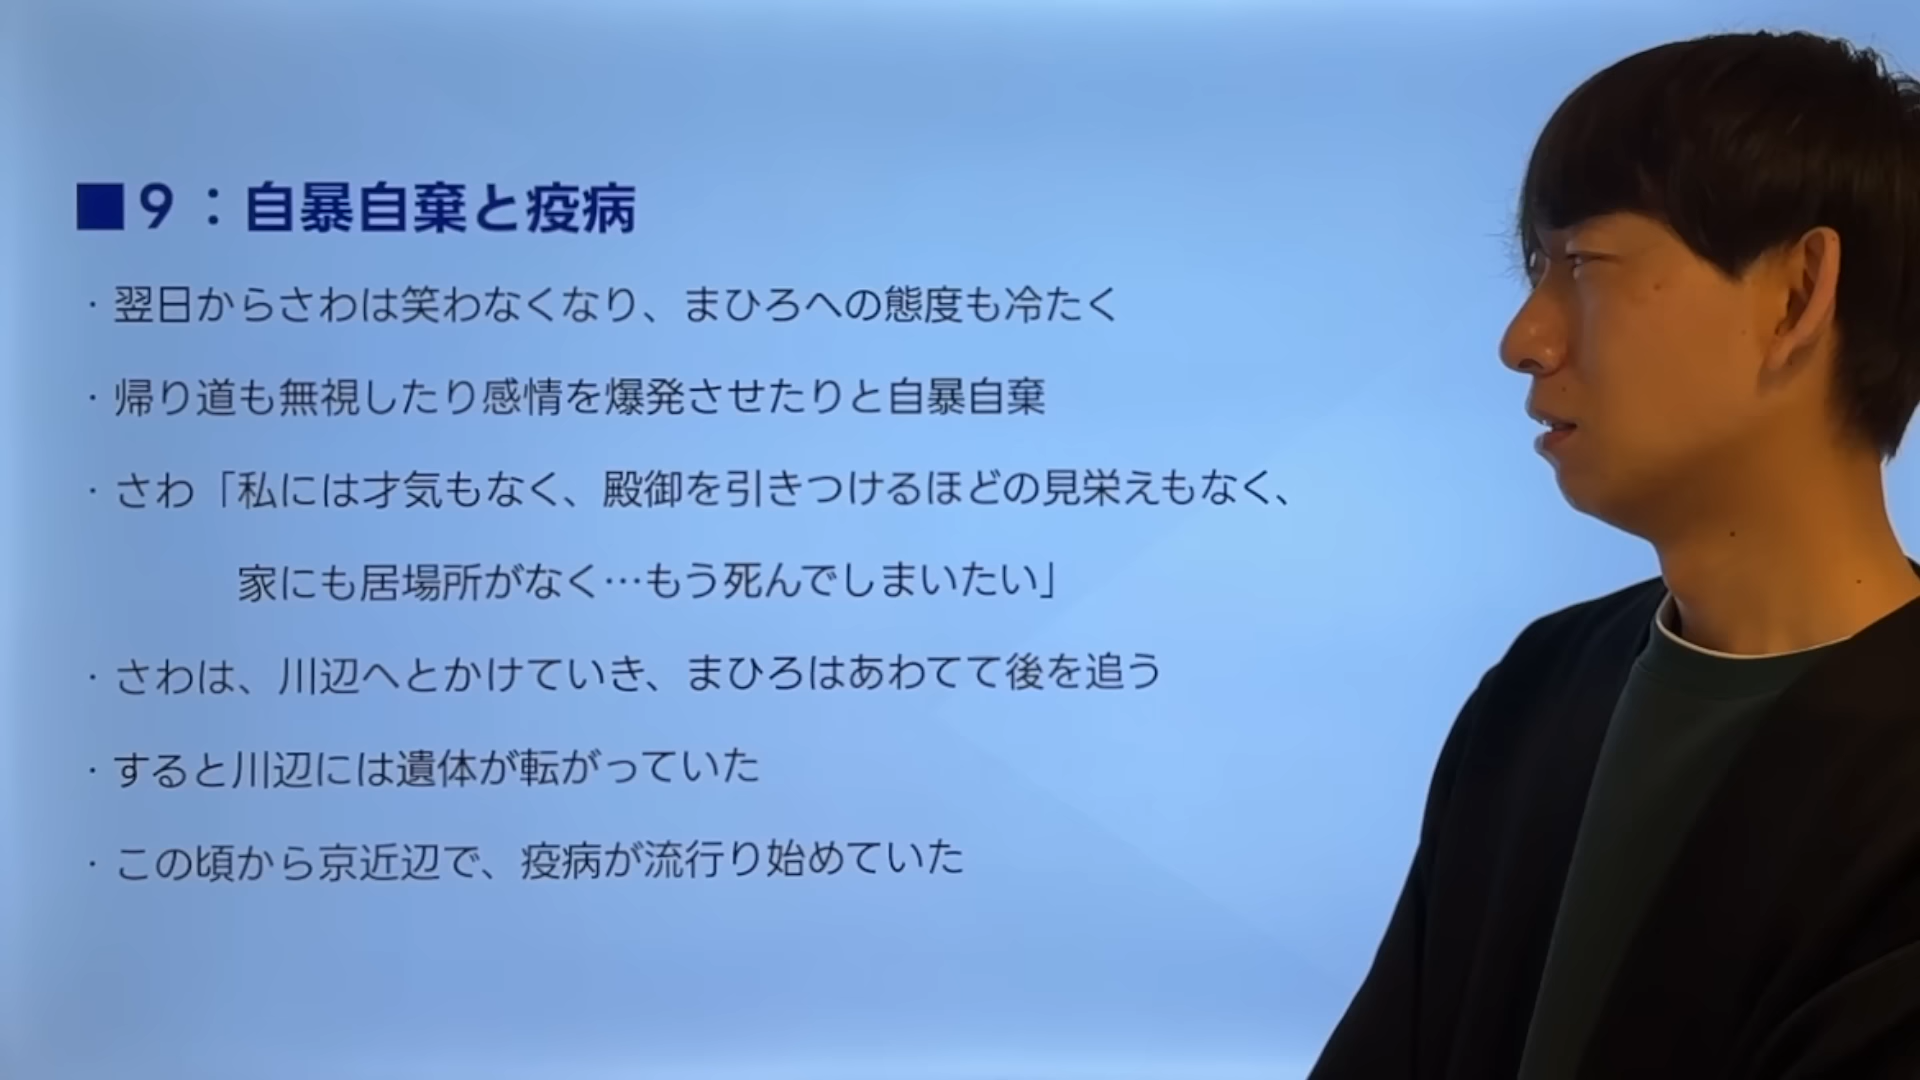 ■9：自暴自棄と疫病
・翌日からさわは笑わなくなり、まひろへの態度も冷たく
・帰り道も無視したり感情を爆発させたりと自暴自棄
・さわ「私には才気もなく、殿御を引きつけるほどの見栄えもなく、
家にも居場所がなく…もう死んでしまいたい」
・さわは、川辺へとかけていき、まひろはあわてて後を追う
・すると川辺には遺体が転がっていた
・この頃から京近辺で、疫病が流行り始めていた